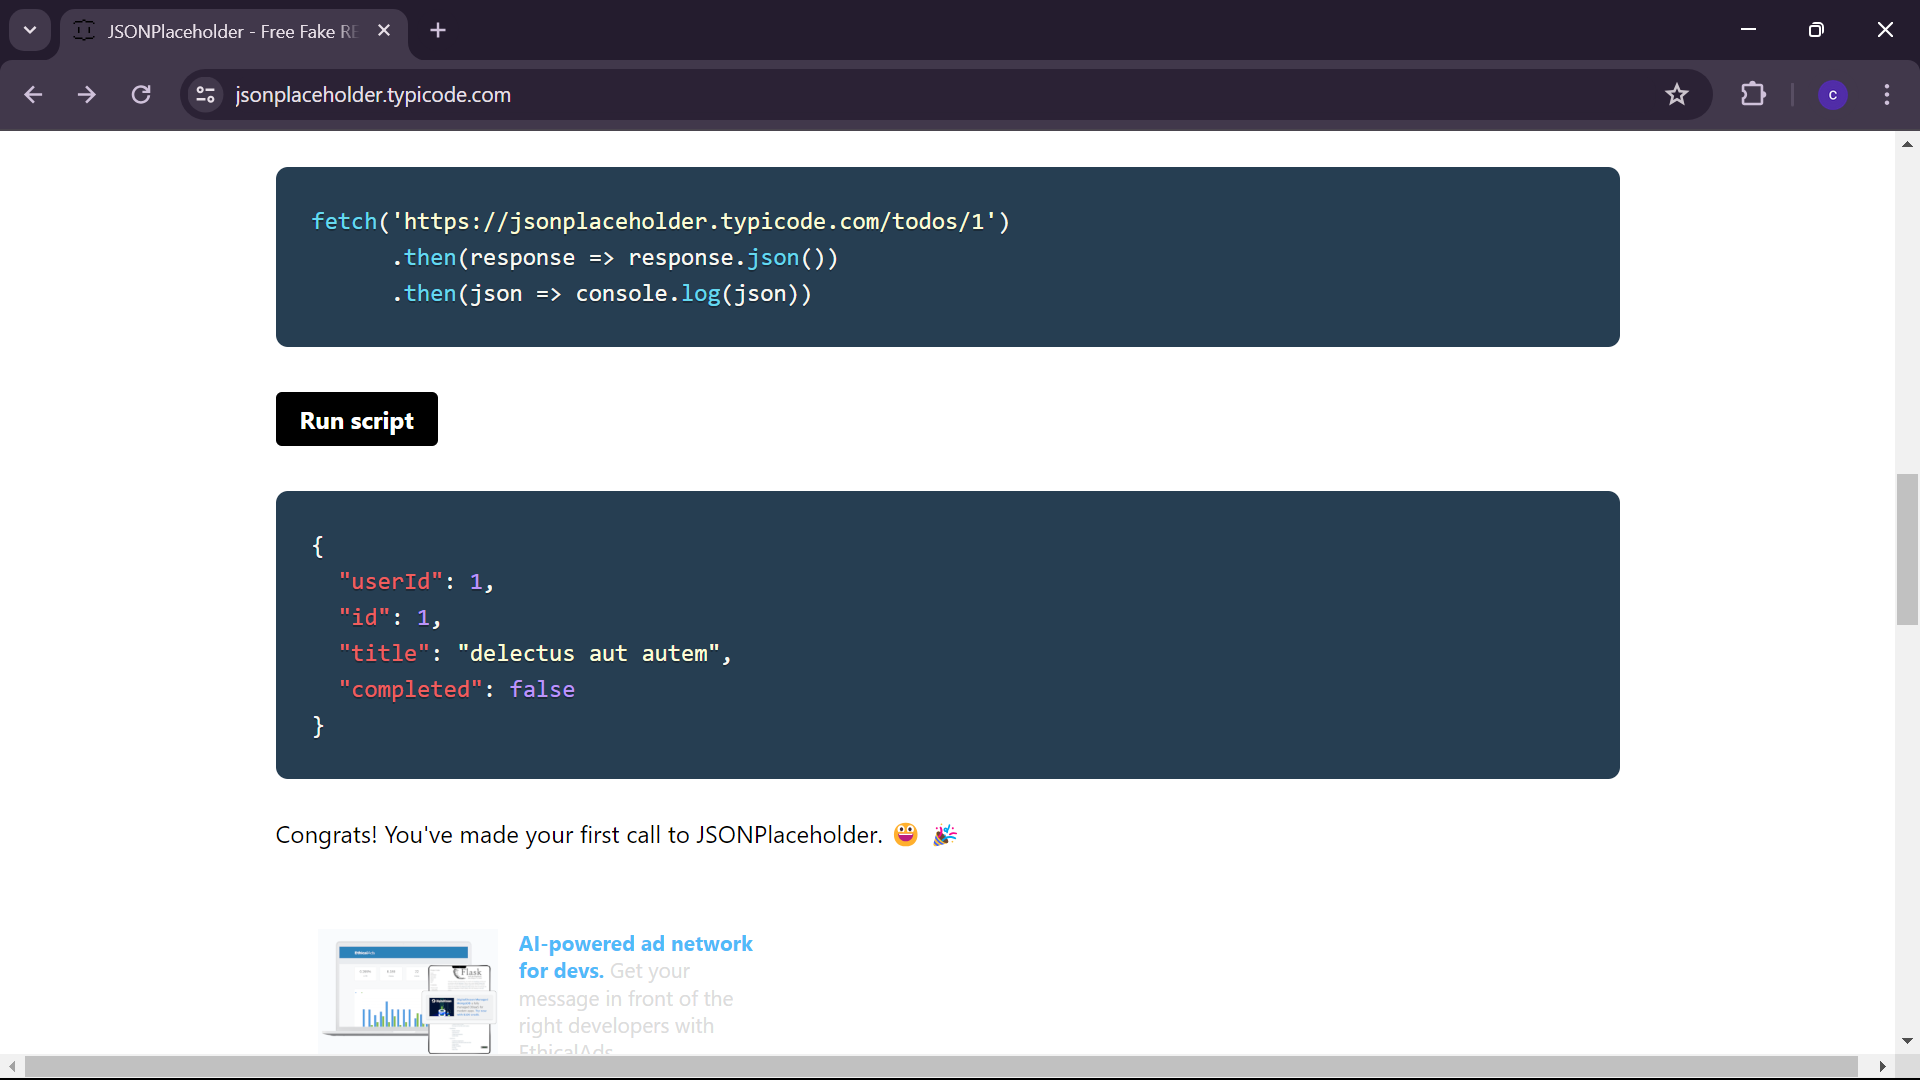 JSONPlaceholder - Free Fake RE
jsonplaceholder.typicode.com
c
fetch('https://jsonplaceholder.typicode.com/todos/1')
.then(response => response.json())
.then(json => console.log(json))
Run script
{
"userId": 1,
"id": 1,
"title": "delectus aut autem",
"completed": false
}
Congrats! You've made your first call to JSONPlaceholder. 😀 🎉
AI-powered ad network
for devs. Get your
message in front of the
right developers with
EthicalAds.
Flask